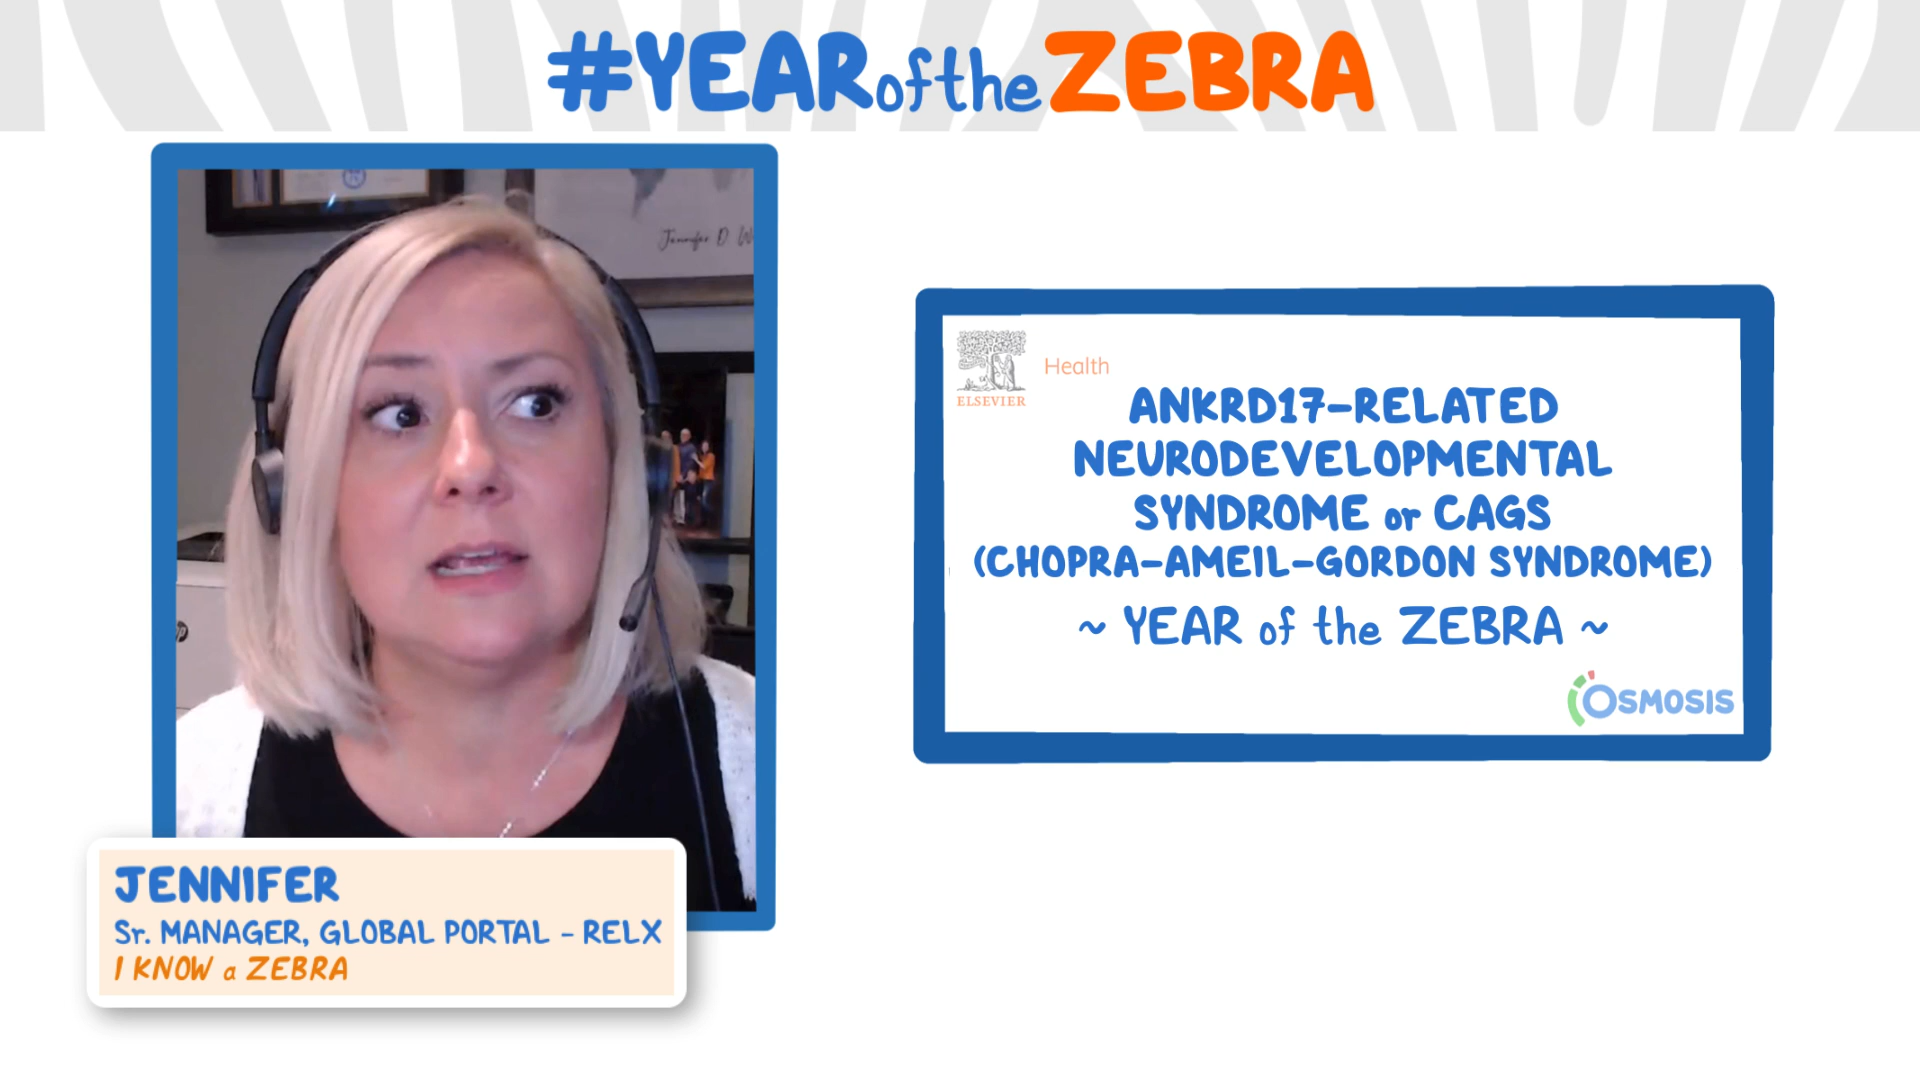 #YEARoftheZEBRA
Jennifer D. W
ELSEVIER
Health
ANKRD17-RELATED
NEURODEVELOPMENTAL
SYNDROME or CAGS
(CHOPRA-AMEIL-GORDON SYNDROME)
~ YEAR of the ZEBRA ~
OSMOSIS
JENNIFER
Sr. MANAGER, GLOBAL PORTAL - RELX
I KNOW a ZEBRA